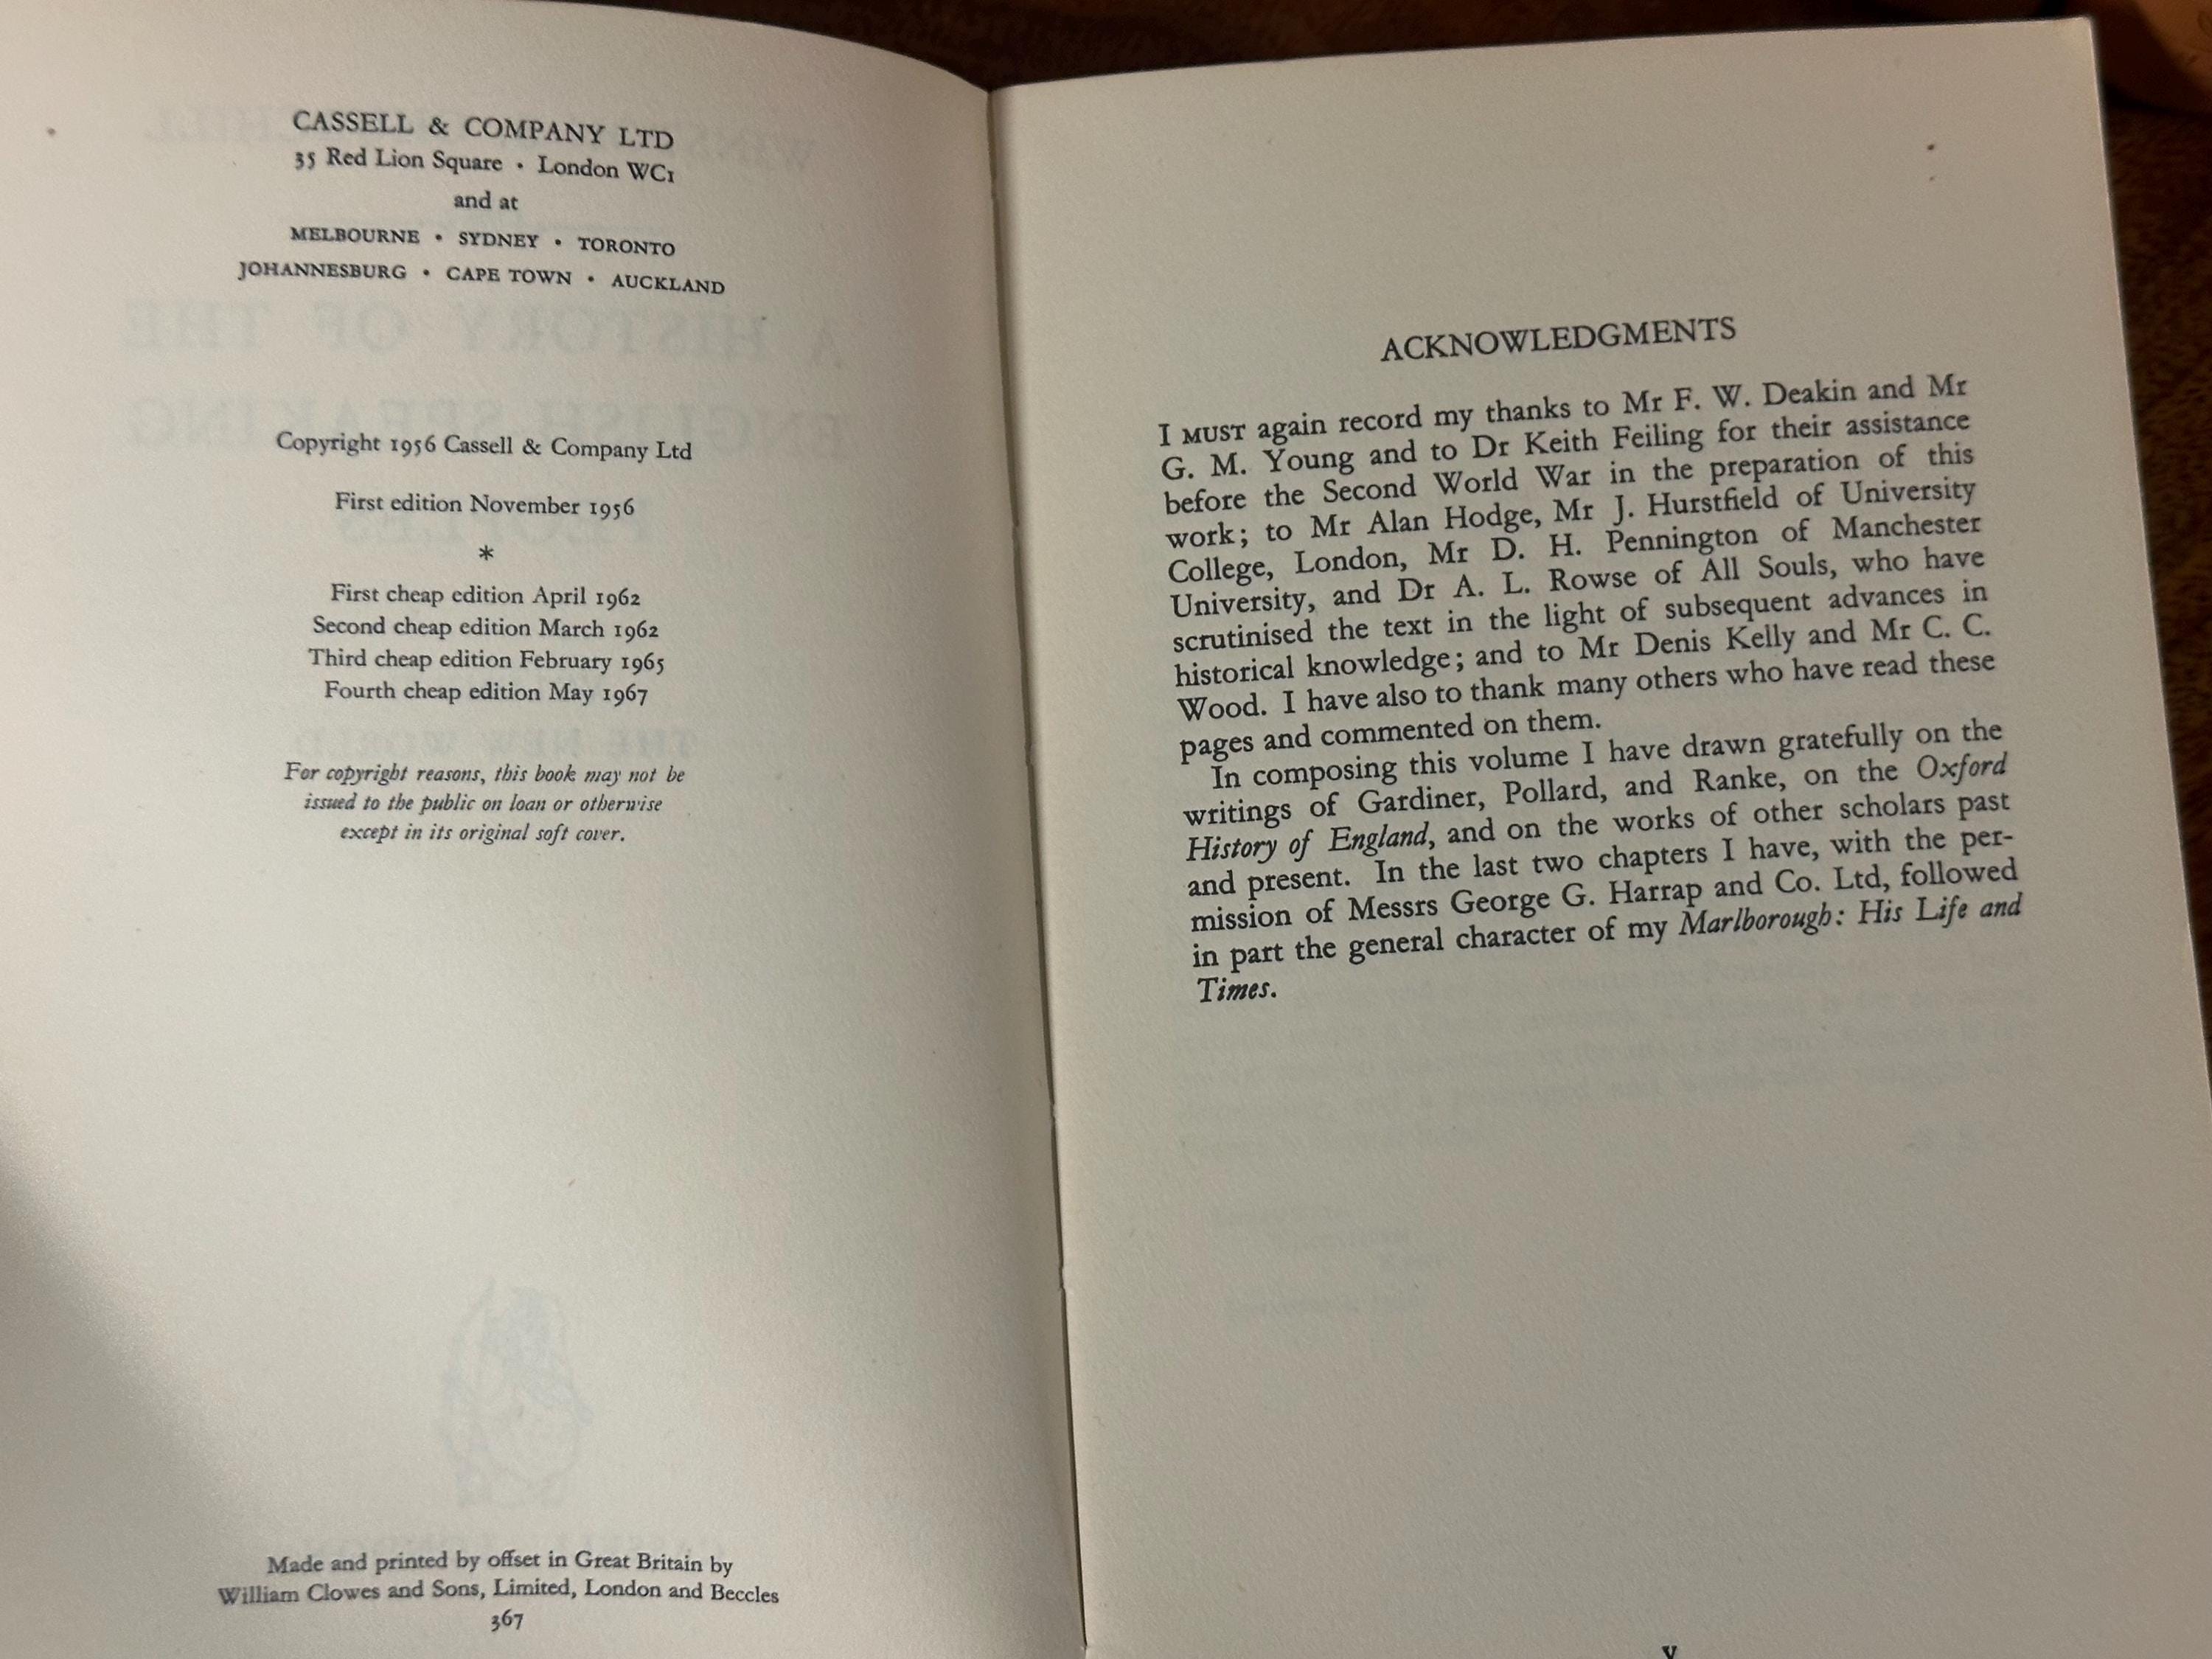 CASSELL & COMPANY LTD
35 Red Lion Square • London WC1
and at
MELBOURNE • SYDNEY • TORONTO
JOHANNESBURG • CAPE TOWN • AUCKLAND
Copyright 1956 Cassell & Company Ltd
First edition November 1956
*
First cheap edition April 1962
Second cheap edition March 1962
Third cheap edition February 1965
Fourth cheap edition May 1967
For copyright reasons, this book may not be
issued to the public on loan or otherwise
except in its original soft cover.
Made and printed by offset in Great Britain by
William Clowes and Sons, Limited, London and Beccles
367
ACKNOWLEDGMENTS
I MUST again record my thanks to Mr F. W. Deakin and Mr
G. M. Young and to Dr Keith Feiling for their assistance
before the Second World War in the preparation of this
work; to Mr Alan Hodge, Mr J. Hurstfield of University
College, London, Mr D. H. Pennington of Manchester
University, and Dr A. L. Rowse of All Souls, who have
scrutinised the text in the light of subsequent advances in
historical knowledge; and to Mr Denis Kelly and Mr C. C.
Wood. I have also to thank many others who have read these
pages and commented on them.
In composing this volume I have drawn gratefully on the
writings of Gardiner, Pollard, and Ranke, on the Oxford
History of England, and on the works of other scholars past
and present. In the last two chapters I have, with the per-
mission of Messrs George G. Harrap and Co. Ltd, followed
in part the general character of my Marlborough: His Life and
Times.
v